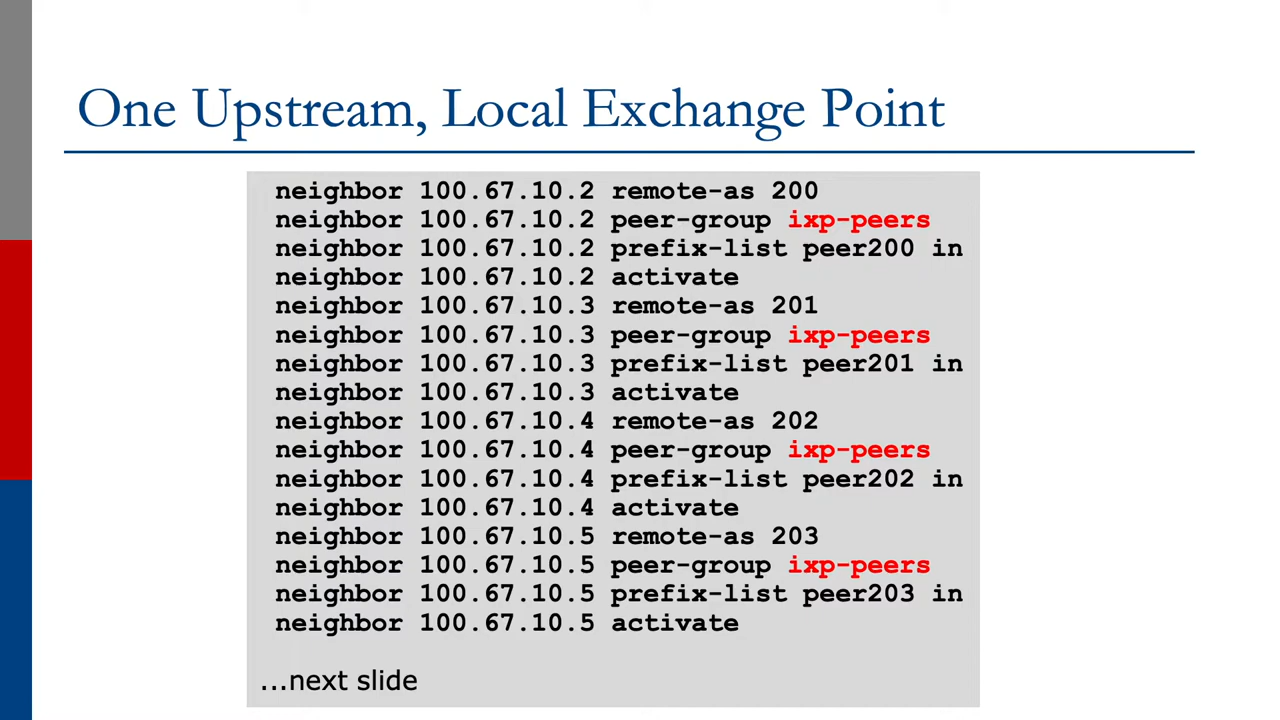 One Upstream, Local Exchange Point
neighbor 100.67.10.2 remote-as 200
neighbor 100.67.10.2 peer-group ixp-peers
neighbor 100.67.10.2 prefix-list peer200 in
neighbor 100.67.10.2 activate
neighbor 100.67.10.3 remote-as 201
neighbor 100.67.10.3 peer-group ixp-peers
neighbor 100.67.10.3 prefix-list peer201 in
neighbor 100.67.10.3 activate
neighbor 100.67.10.4 remote-as 202
neighbor 100.67.10.4 peer-group ixp-peers
neighbor 100.67.10.4 prefix-list peer202 in
neighbor 100.67.10.4 activate
neighbor 100.67.10.5 remote-as 203
neighbor 100.67.10.5 peer-group ixp-peers
neighbor 100.67.10.5 prefix-list peer203 in
neighbor 100.67.10.5 activate
...next slide